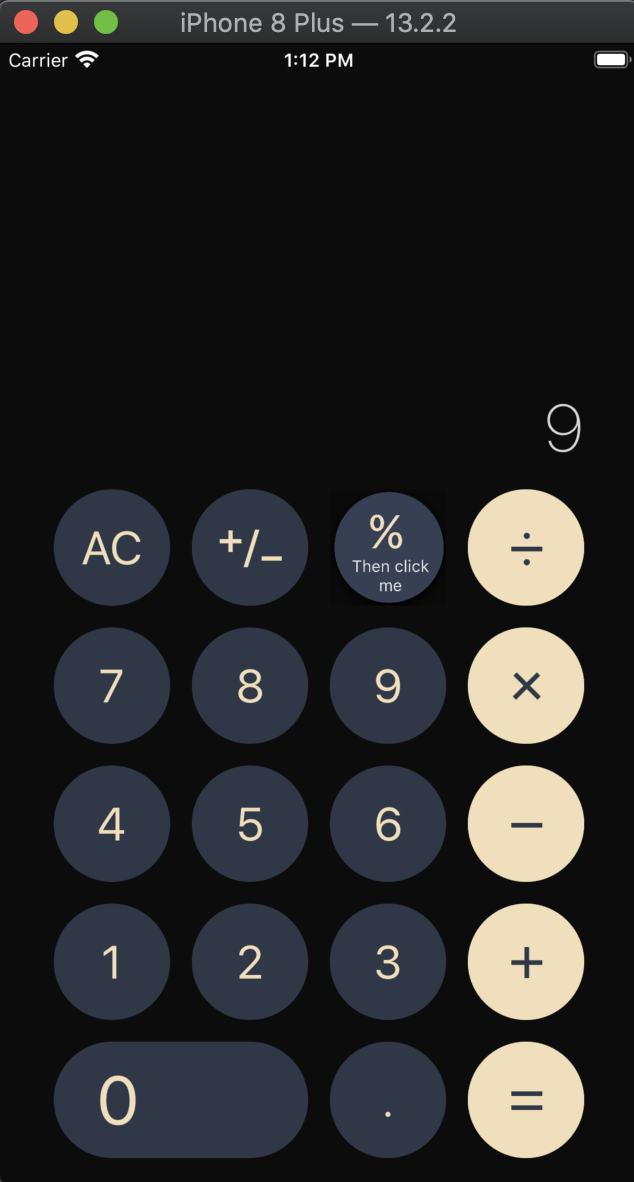 iPhone 8 Plus — 13.2.2
Carrier 1:12 PM
9
AC +/− % ÷
Then click
me
7 8 9 ×
4 5 6 −
1 2 3 +
0 . =